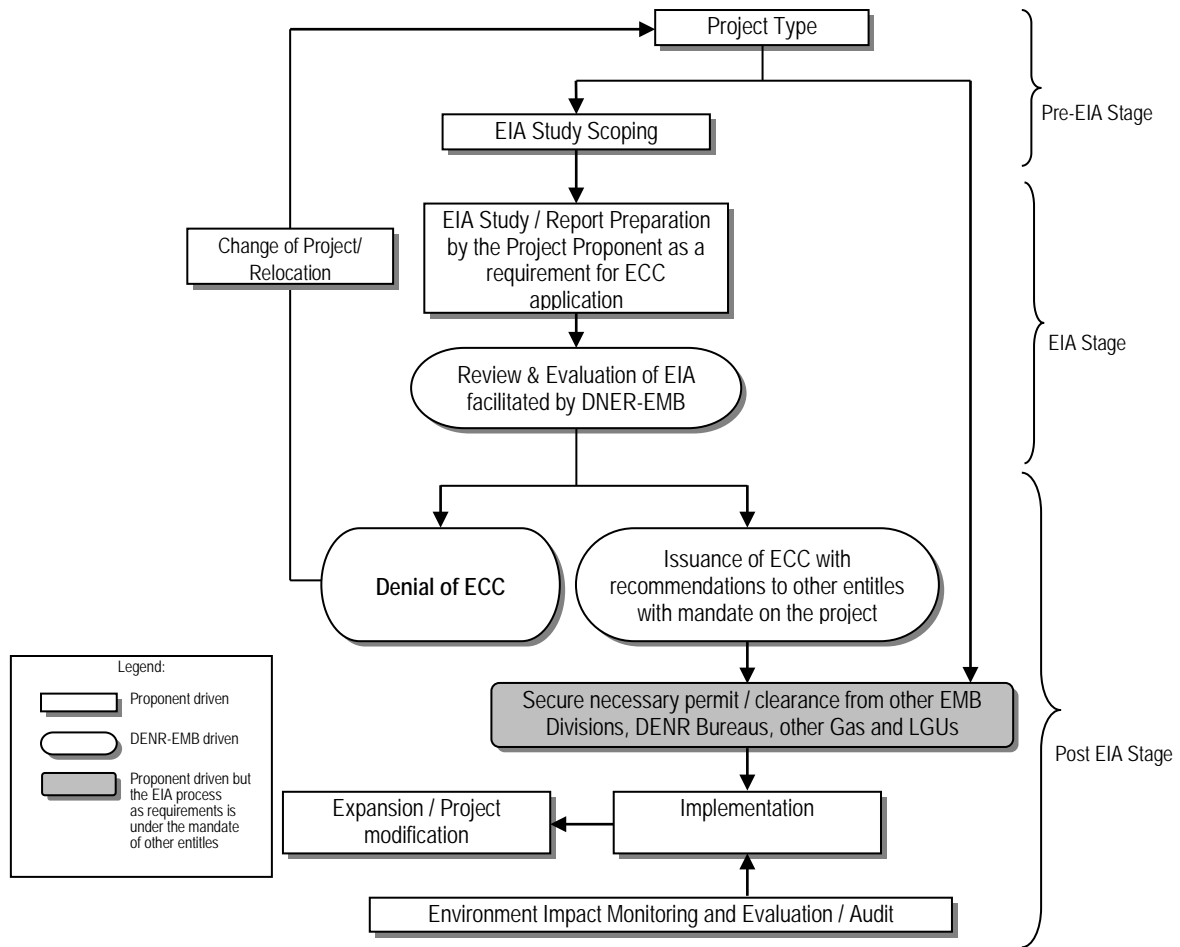 Project Type
Pre-EIA Stage
EIA Study Scoping
EIA Study / Report Preparation
by the Project Proponent as a
requirement for ECC
application
Change of Project/
Relocation
EIA Stage
Review & Evaluation of EIA
facilitated by DNER-EMB
Denial of ECC
Issuance of ECC with
recommendations to other entitles
with mandate on the project
Legend:
Proponent driven
DENR-EMB driven
Proponent driven but
the EIA process
as requirements is
under the mandate
of other entitles
Secure necessary permit / clearance from other EMB
Divisions, DENR Bureaus, other Gas and LGUs
Post EIA Stage
Expansion / Project
modification
Implementation
Environment Impact Monitoring and Evaluation / Audit